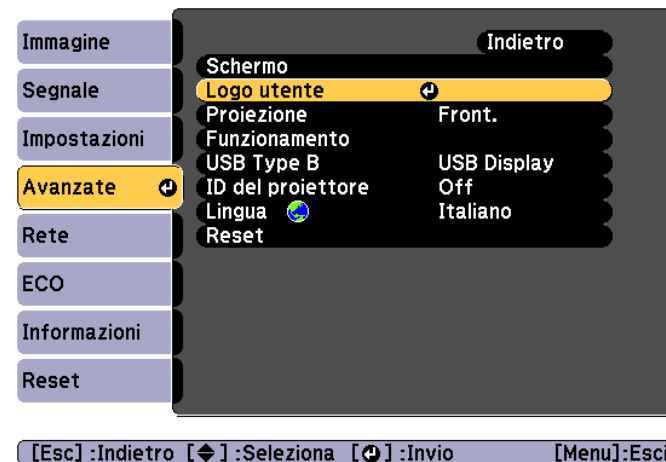 Immagine
Segnale
Impostazioni
Avanzate
Rete
ECO
Informazioni
Reset
Indietro
Schermo
Logo utente
Proiezione Front.
Funzionamento
USB Type B USB Display
ID del proiettore Off
Lingua Italiano
Reset
[Esc] :Indietro [ ] :Seleziona [ ] :Invio [Menu]:Esci